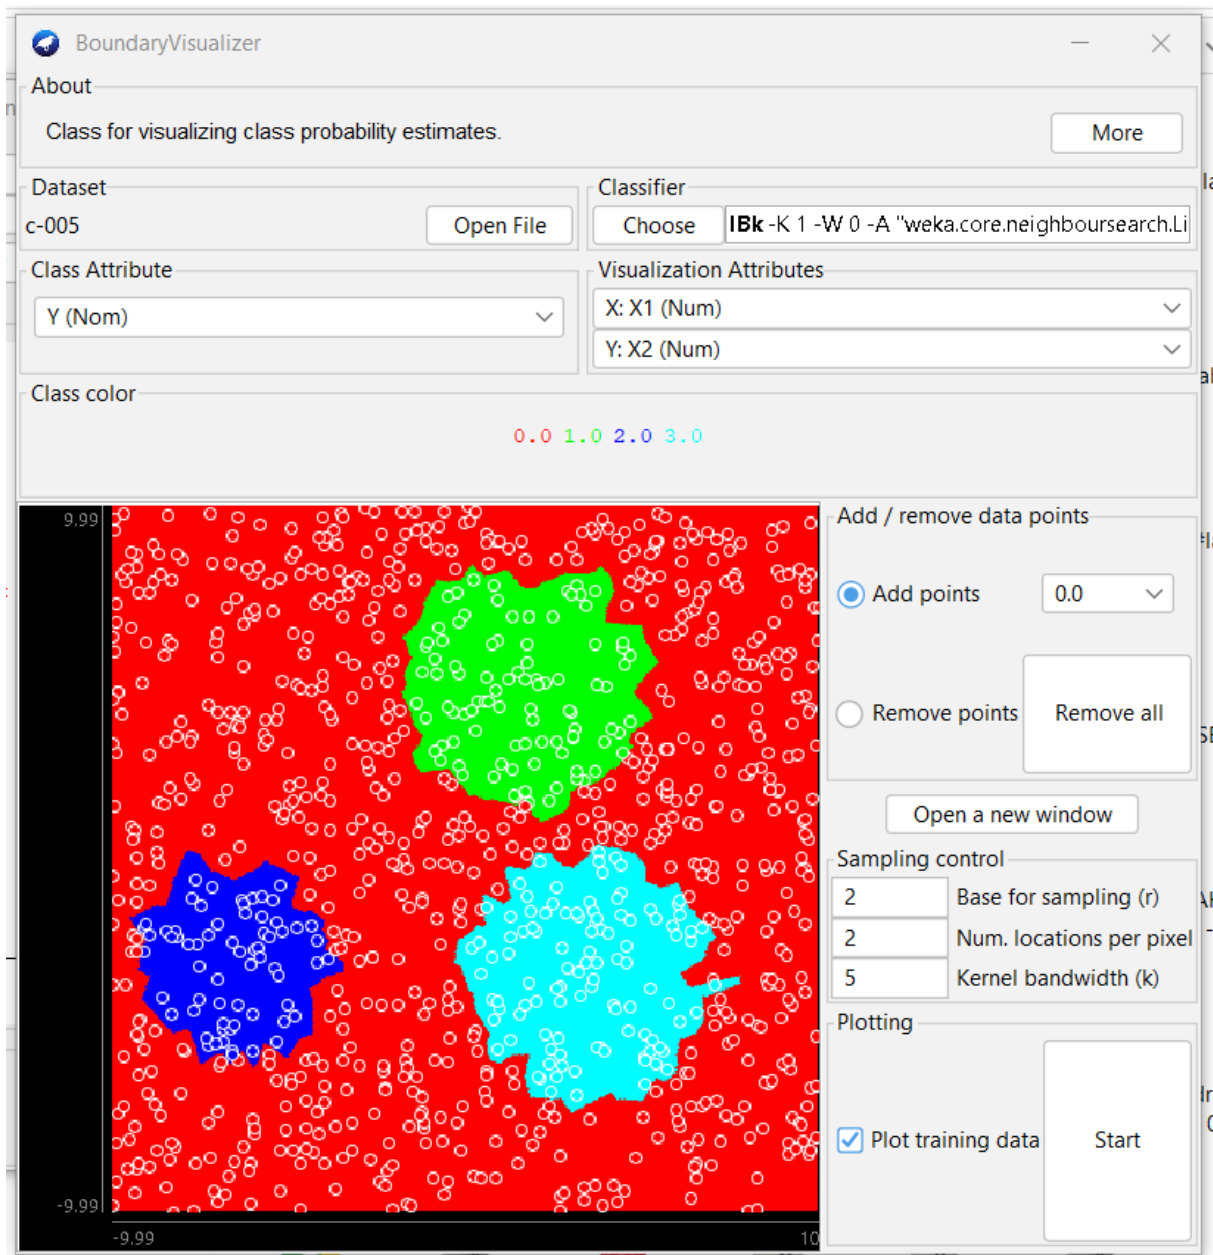 BoundaryVisualizer
About
Class for visualizing class probability estimates.
More
Dataset
c-005
Open File
Classifier
Choose
IBk -K 1 -W 0 -A "weka.core.neighboursearch.Li
Class Attribute
Y (Nom)
Visualization Attributes
X: X1 (Num)
Y: X2 (Num)
Class color
0.0 1.0 2.0 3.0
9.99
-9.99
-9.99
10
Add / remove data points
Add points
0.0
Remove points
Remove all
Open a new window
Sampling control
2 Base for sampling (r)
2 Num. locations per pixel
5 Kernel bandwidth (k)
Plotting
Plot training data
Start